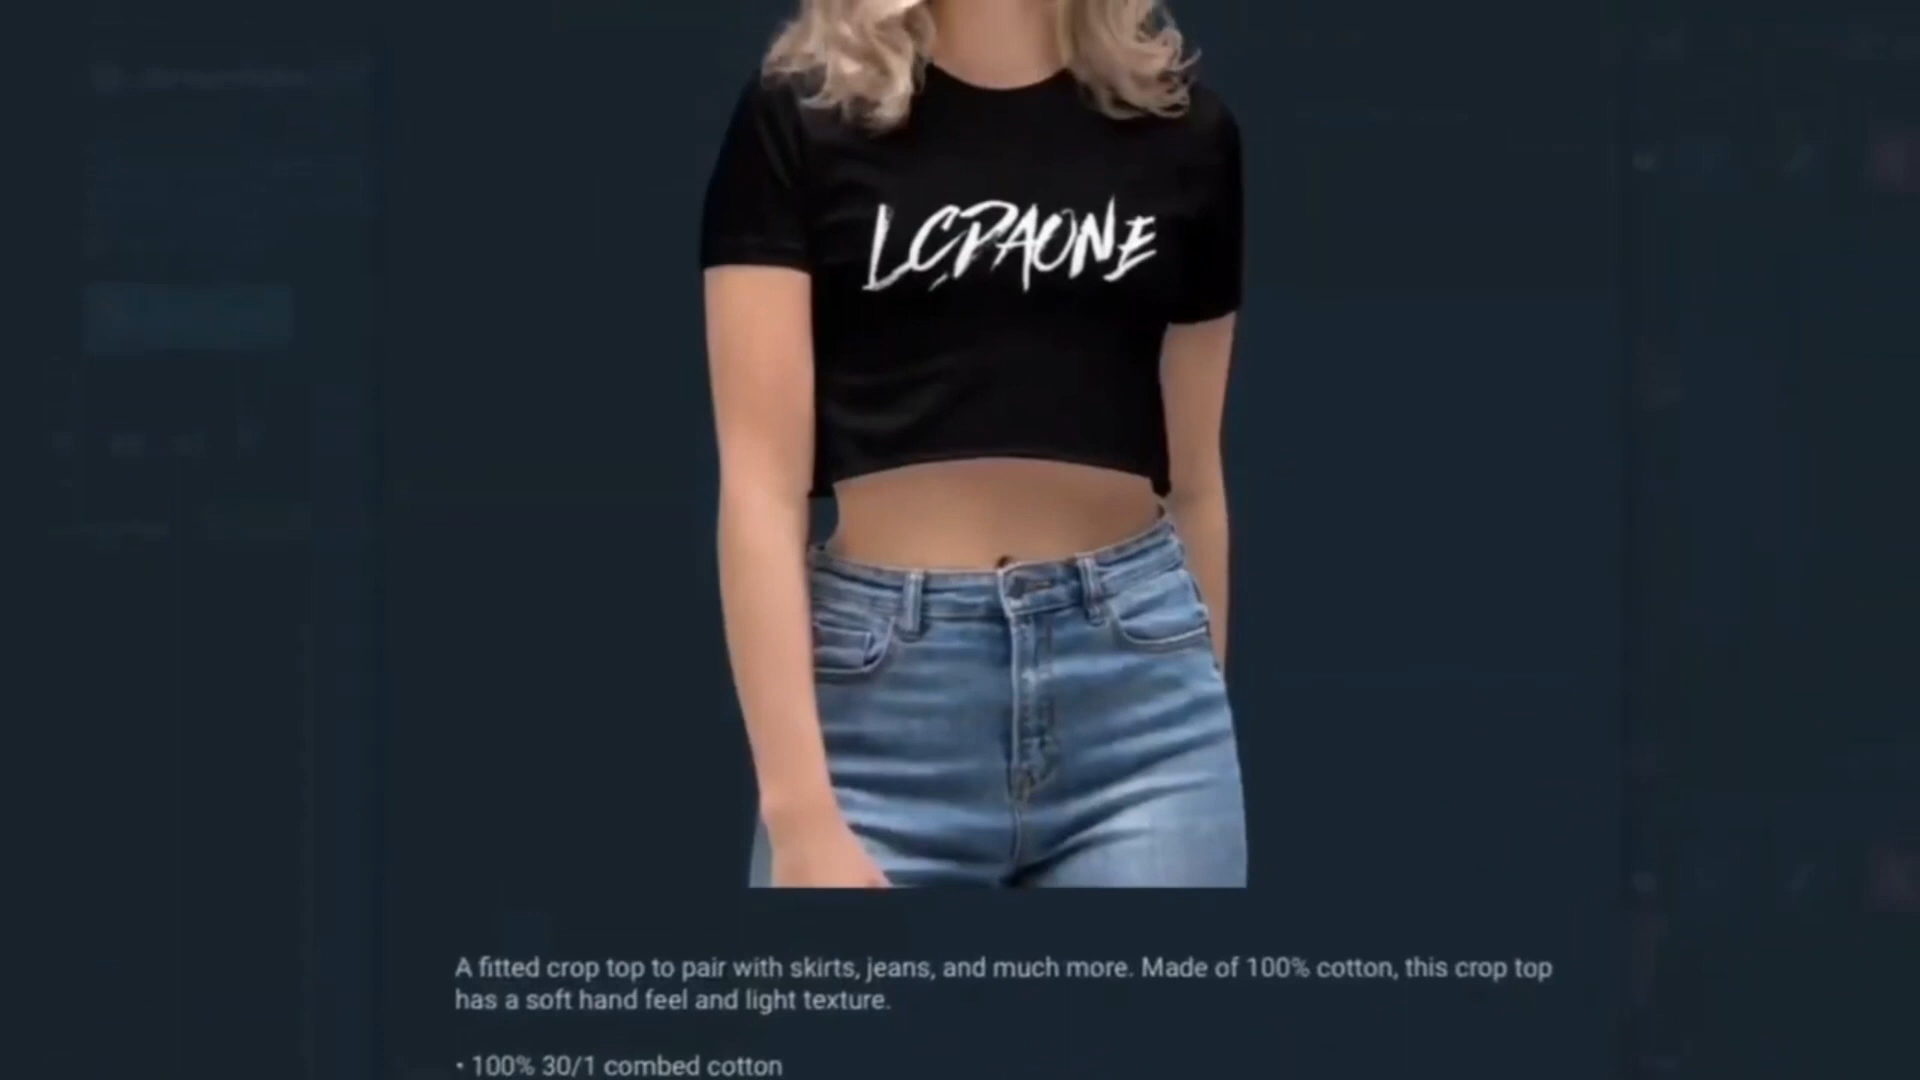 LCPAONE
A fitted crop top to pair with skirts, jeans, and much more. Made of 100% cotton, this crop top
has a soft hand feel and light texture.
• 100% 30/1 combed cotton